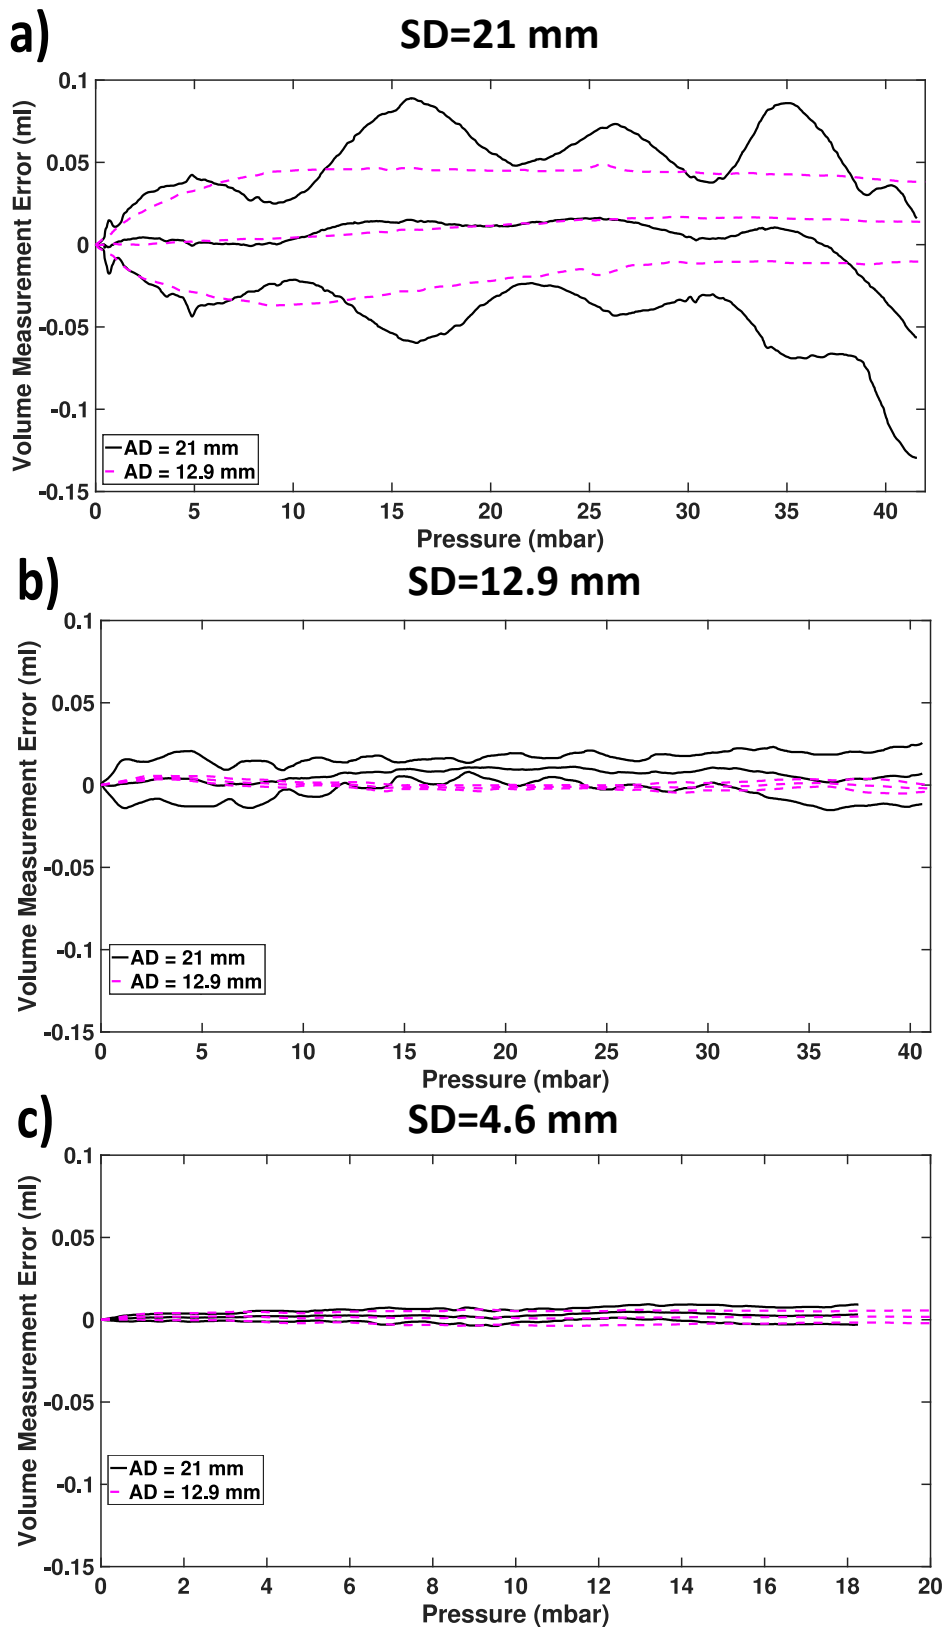 a)
SD=21 mm
0.1
0.05
0
-0.05
-0.1
-0.15
Volume Measurement Error (ml)
AD = 21 mm
AD = 12.9 mm
0 5 10 15 20 25 30 35 40
Pressure (mbar)
b)
SD=12.9 mm
0.1
0.05
0
-0.05
-0.1
-0.15
Volume Measurement Error (ml)
AD = 21 mm
AD = 12.9 mm
0 5 10 15 20 25 30 35 40
Pressure (mbar)
c)
SD=4.6 mm
0.1
0.05
0
-0.05
-0.1
-0.15
Volume Measurement Error (ml)
AD = 21 mm
AD = 12.9 mm
0 2 4 6 8 10 12 14 16 18 20
Pressure (mbar)